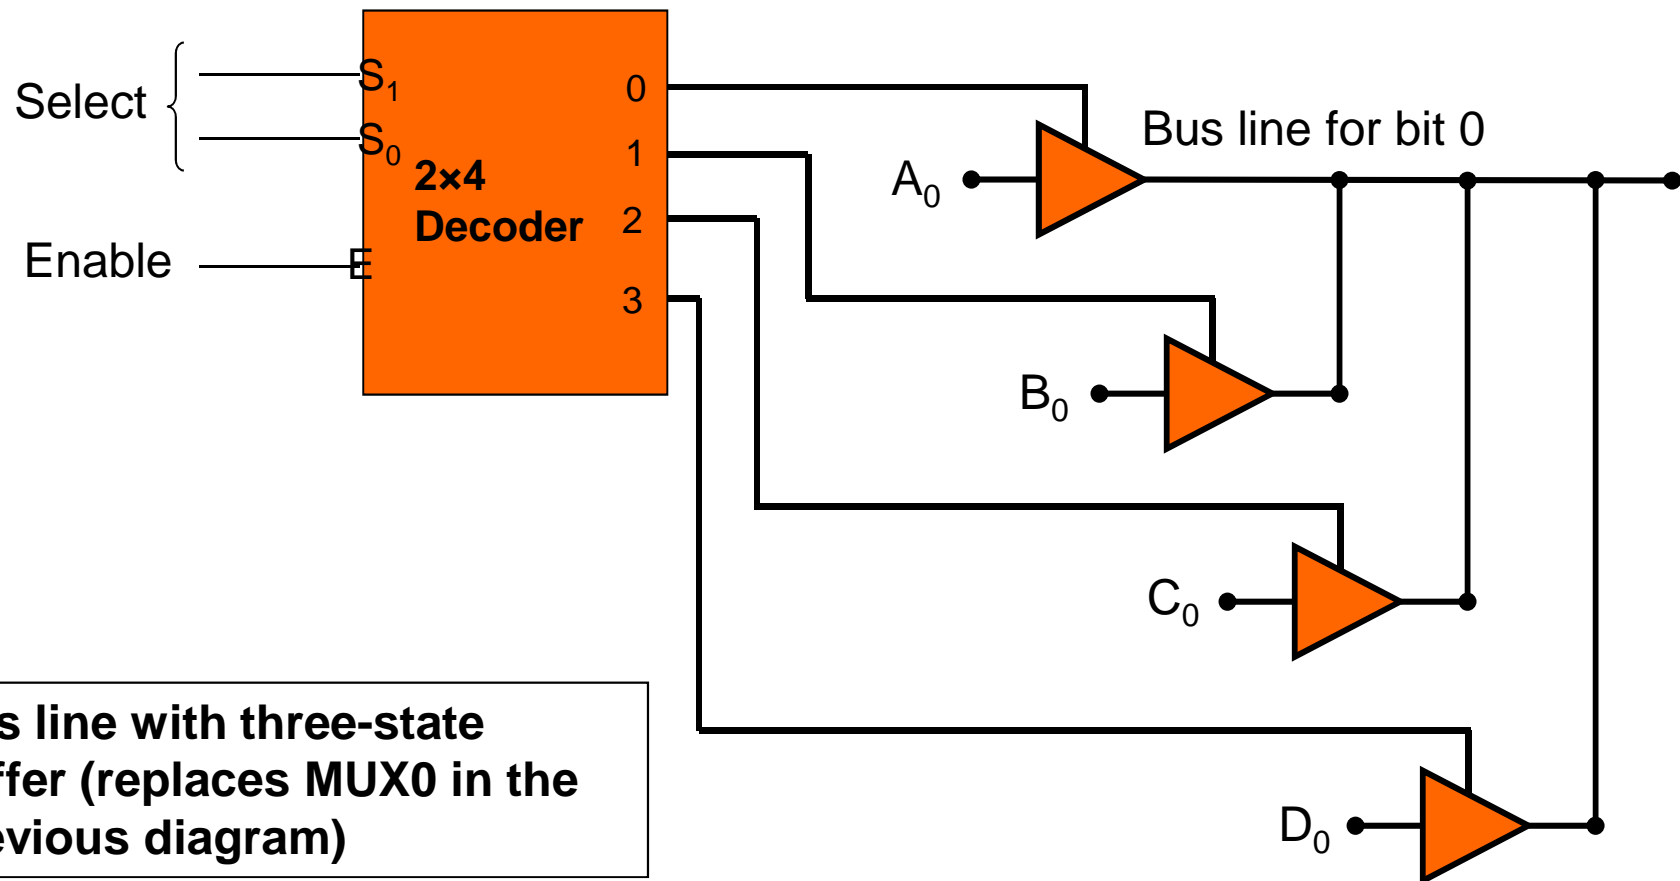 Select
S1
S0
Enable
E
2×4
Decoder
0
1
2
3
Bus line for bit 0
A0
B0
C0
D0
s line with three-state
ffer (replaces MUX0 in the
evious diagram)